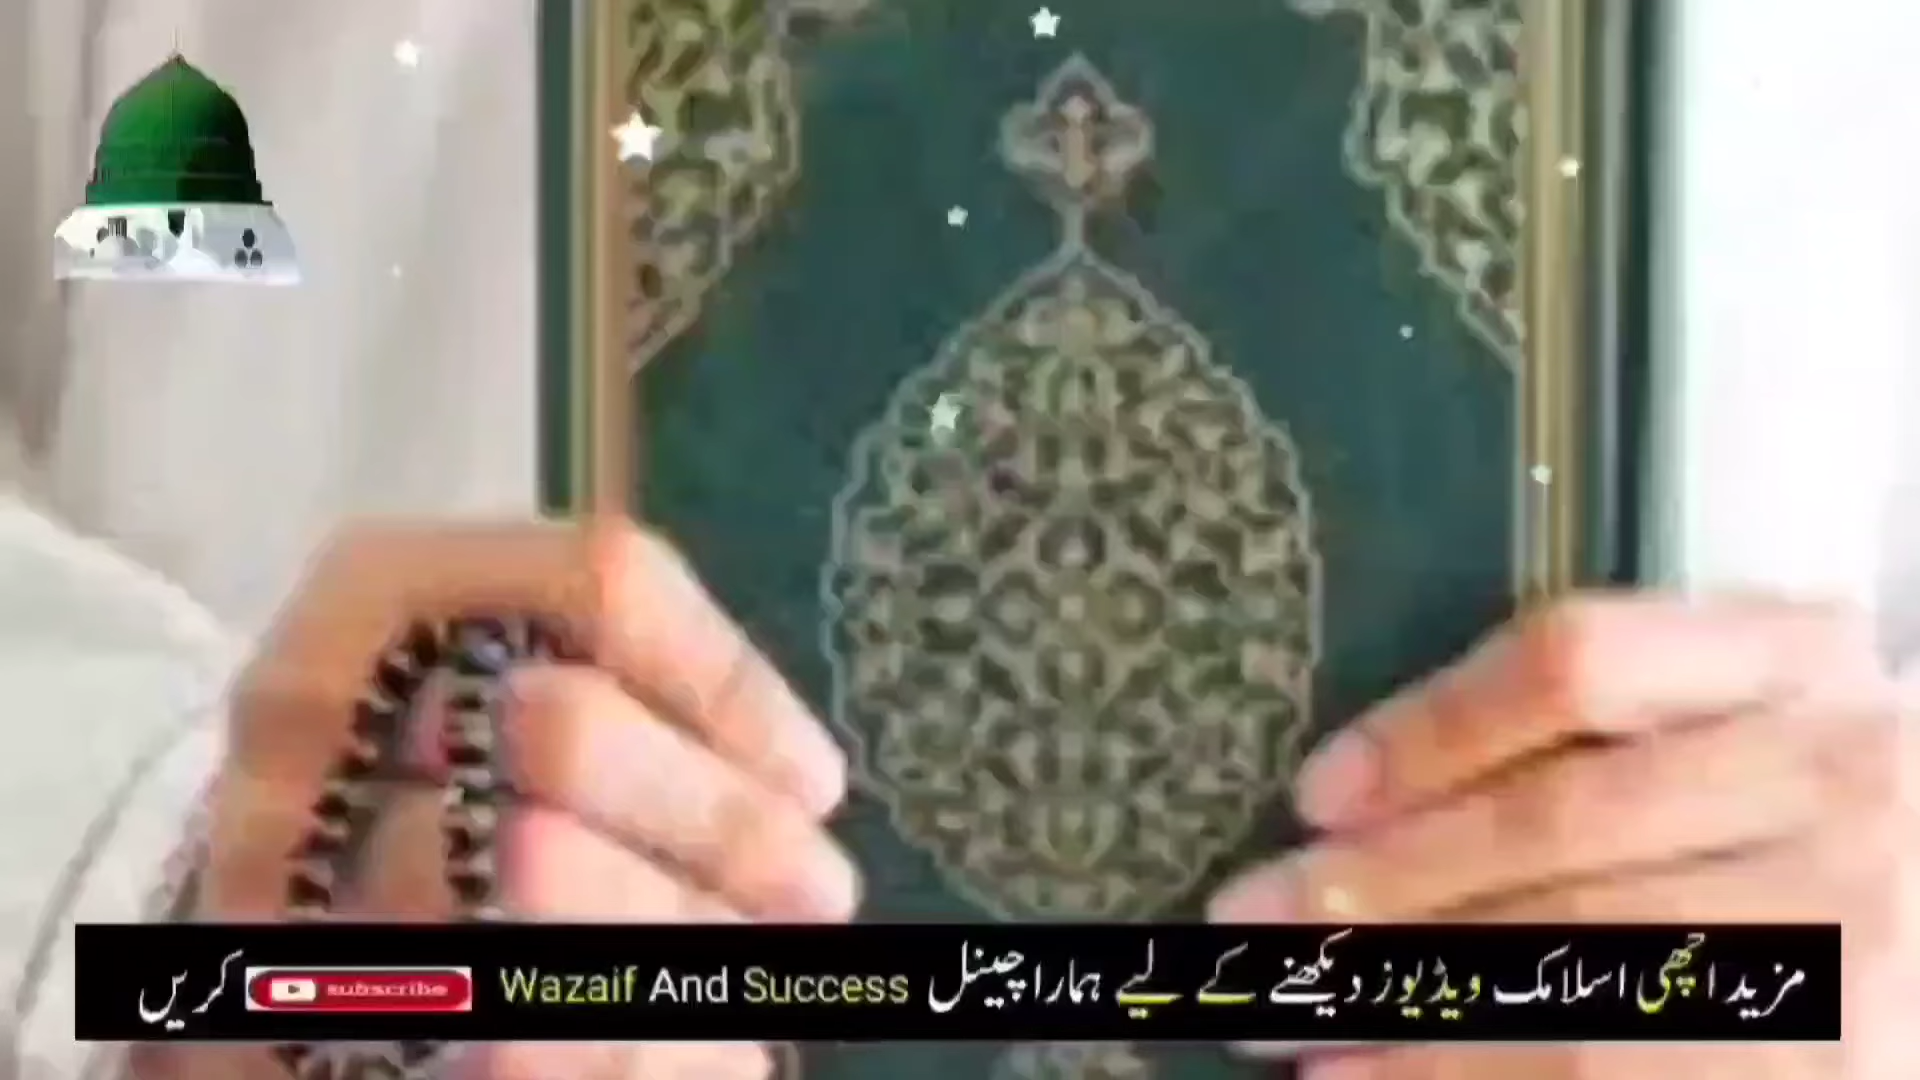 مزید اچھی اسلامک ویڈیوز دیکھنے کے لیے ہمارا چینل Wazaif And Success subscribe کریں